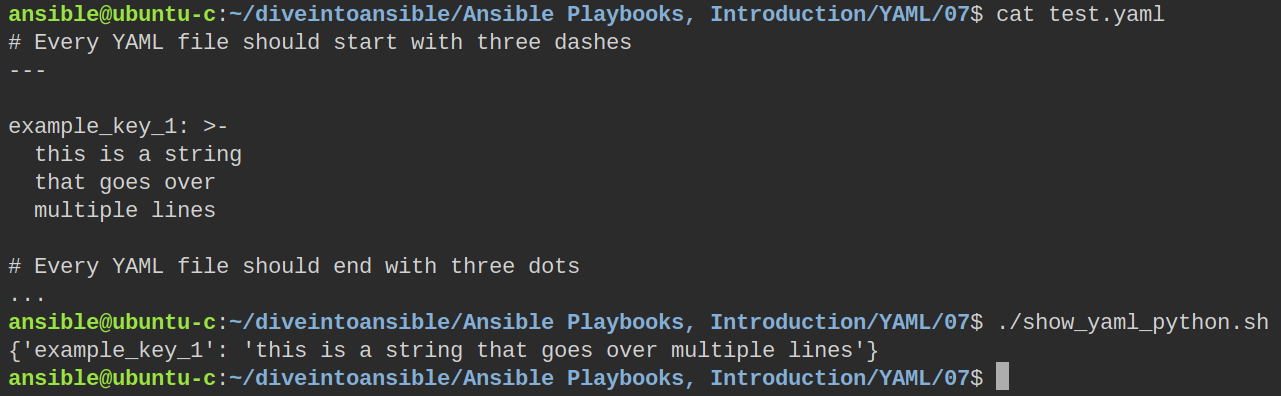 ansible@ubuntu-c:~/diveintoansible/Ansible Playbooks, Introduction/YAML/07$ cat test.yaml
# Every YAML file should start with three dashes
---
example_key_1: >-
  this is a string
  that goes over
  multiple lines
# Every YAML file should end with three dots
...
ansible@ubuntu-c:~/diveintoansible/Ansible Playbooks, Introduction/YAML/07$ ./show_yaml_python.sh
{'example_key_1': 'this is a string that goes over multiple lines'}
ansible@ubuntu-c:~/diveintoansible/Ansible Playbooks, Introduction/YAML/07$